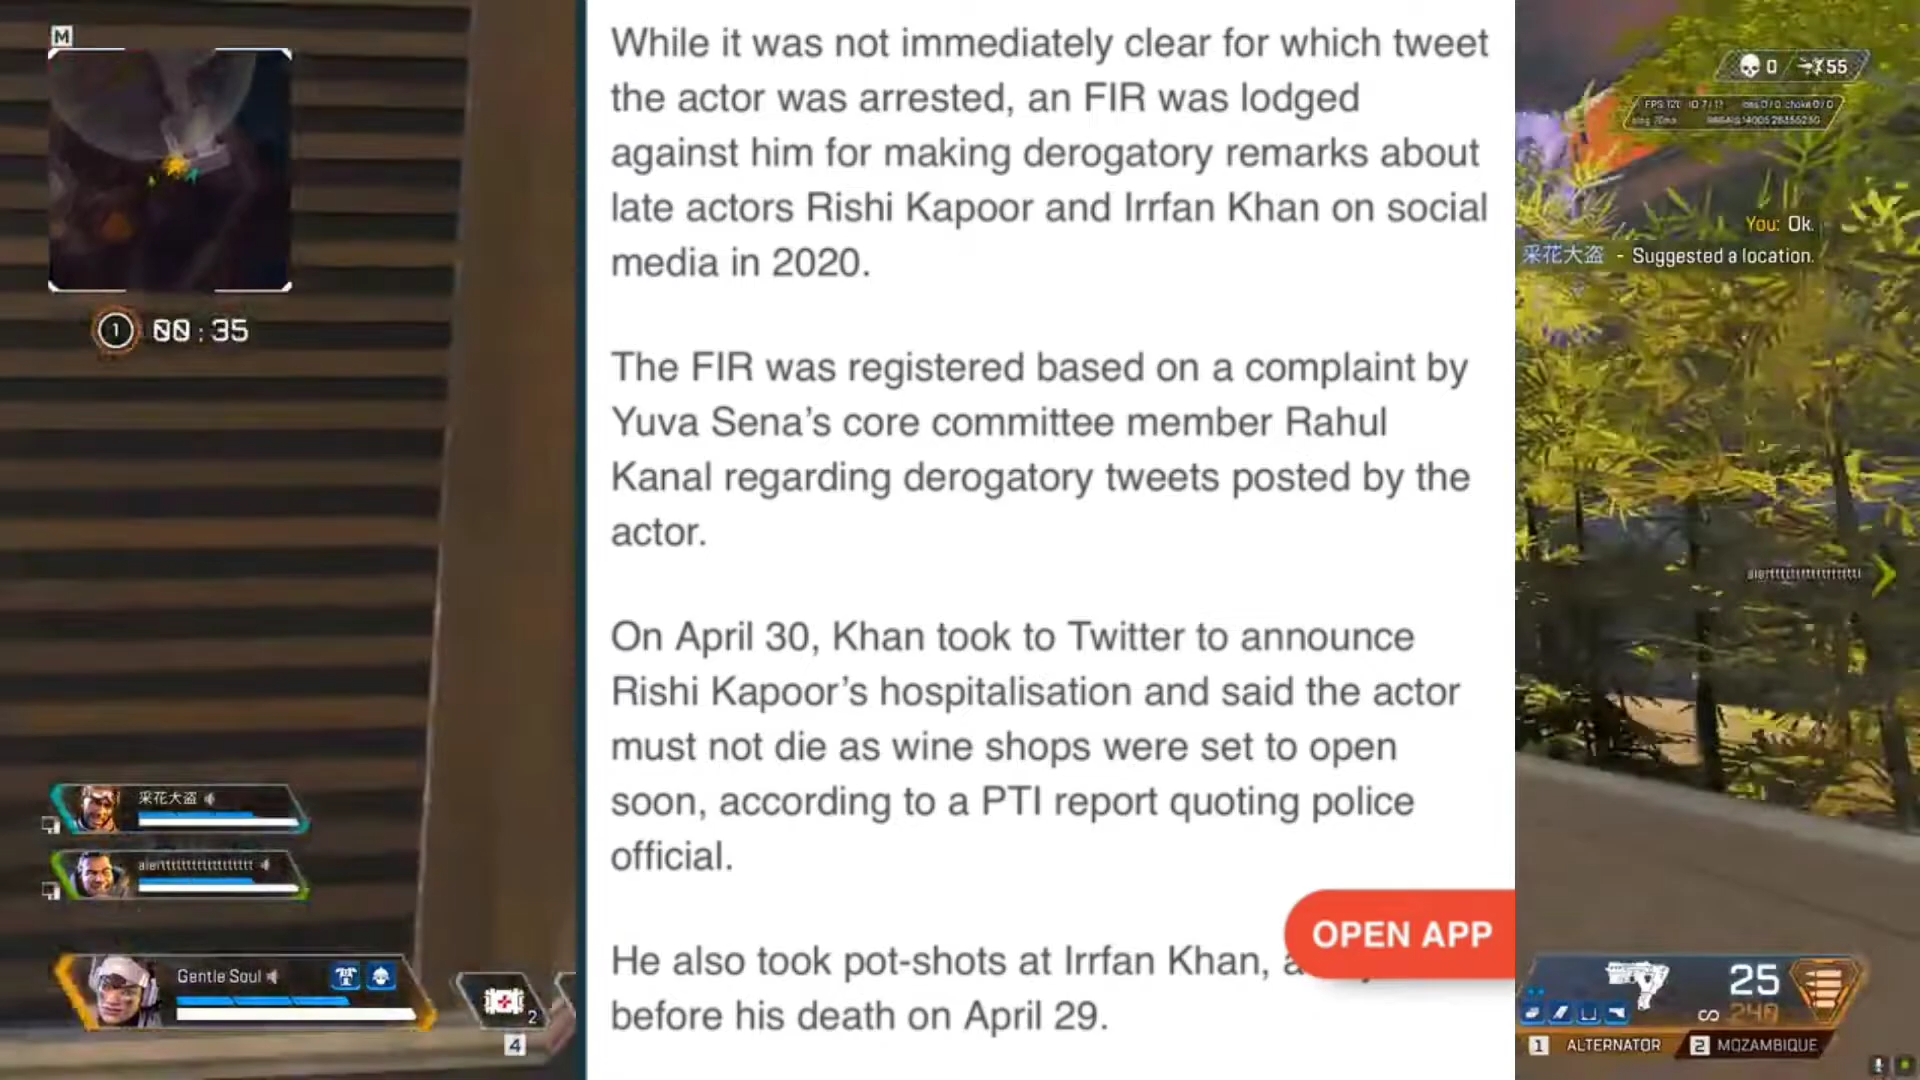 M
1 00:35
While it was not immediately clear for which tweet
the actor was arrested, an FIR was lodged
against him for making derogatory remarks about
late actors Rishi Kapoor and Irrfan Khan on social
media in 2020.
The FIR was registered based on a complaint by
Yuva Sena’s core committee member Rahul
Kanal regarding derogatory tweets posted by the
actor.
On April 30, Khan took to Twitter to announce
Rishi Kapoor’s hospitalisation and said the actor
must not die as wine shops were set to open
soon, according to a PTI report quoting police
official.
He also took pot-shots at Irrfan Khan,
before his death on April 29.
OPEN APP
0 55
You: Ok.
采花大盗 - Suggested a location.
采花大盗
Gentle Soul
2
4
25
240
1 ALTERNATOR 2 MOZAMBIQUE